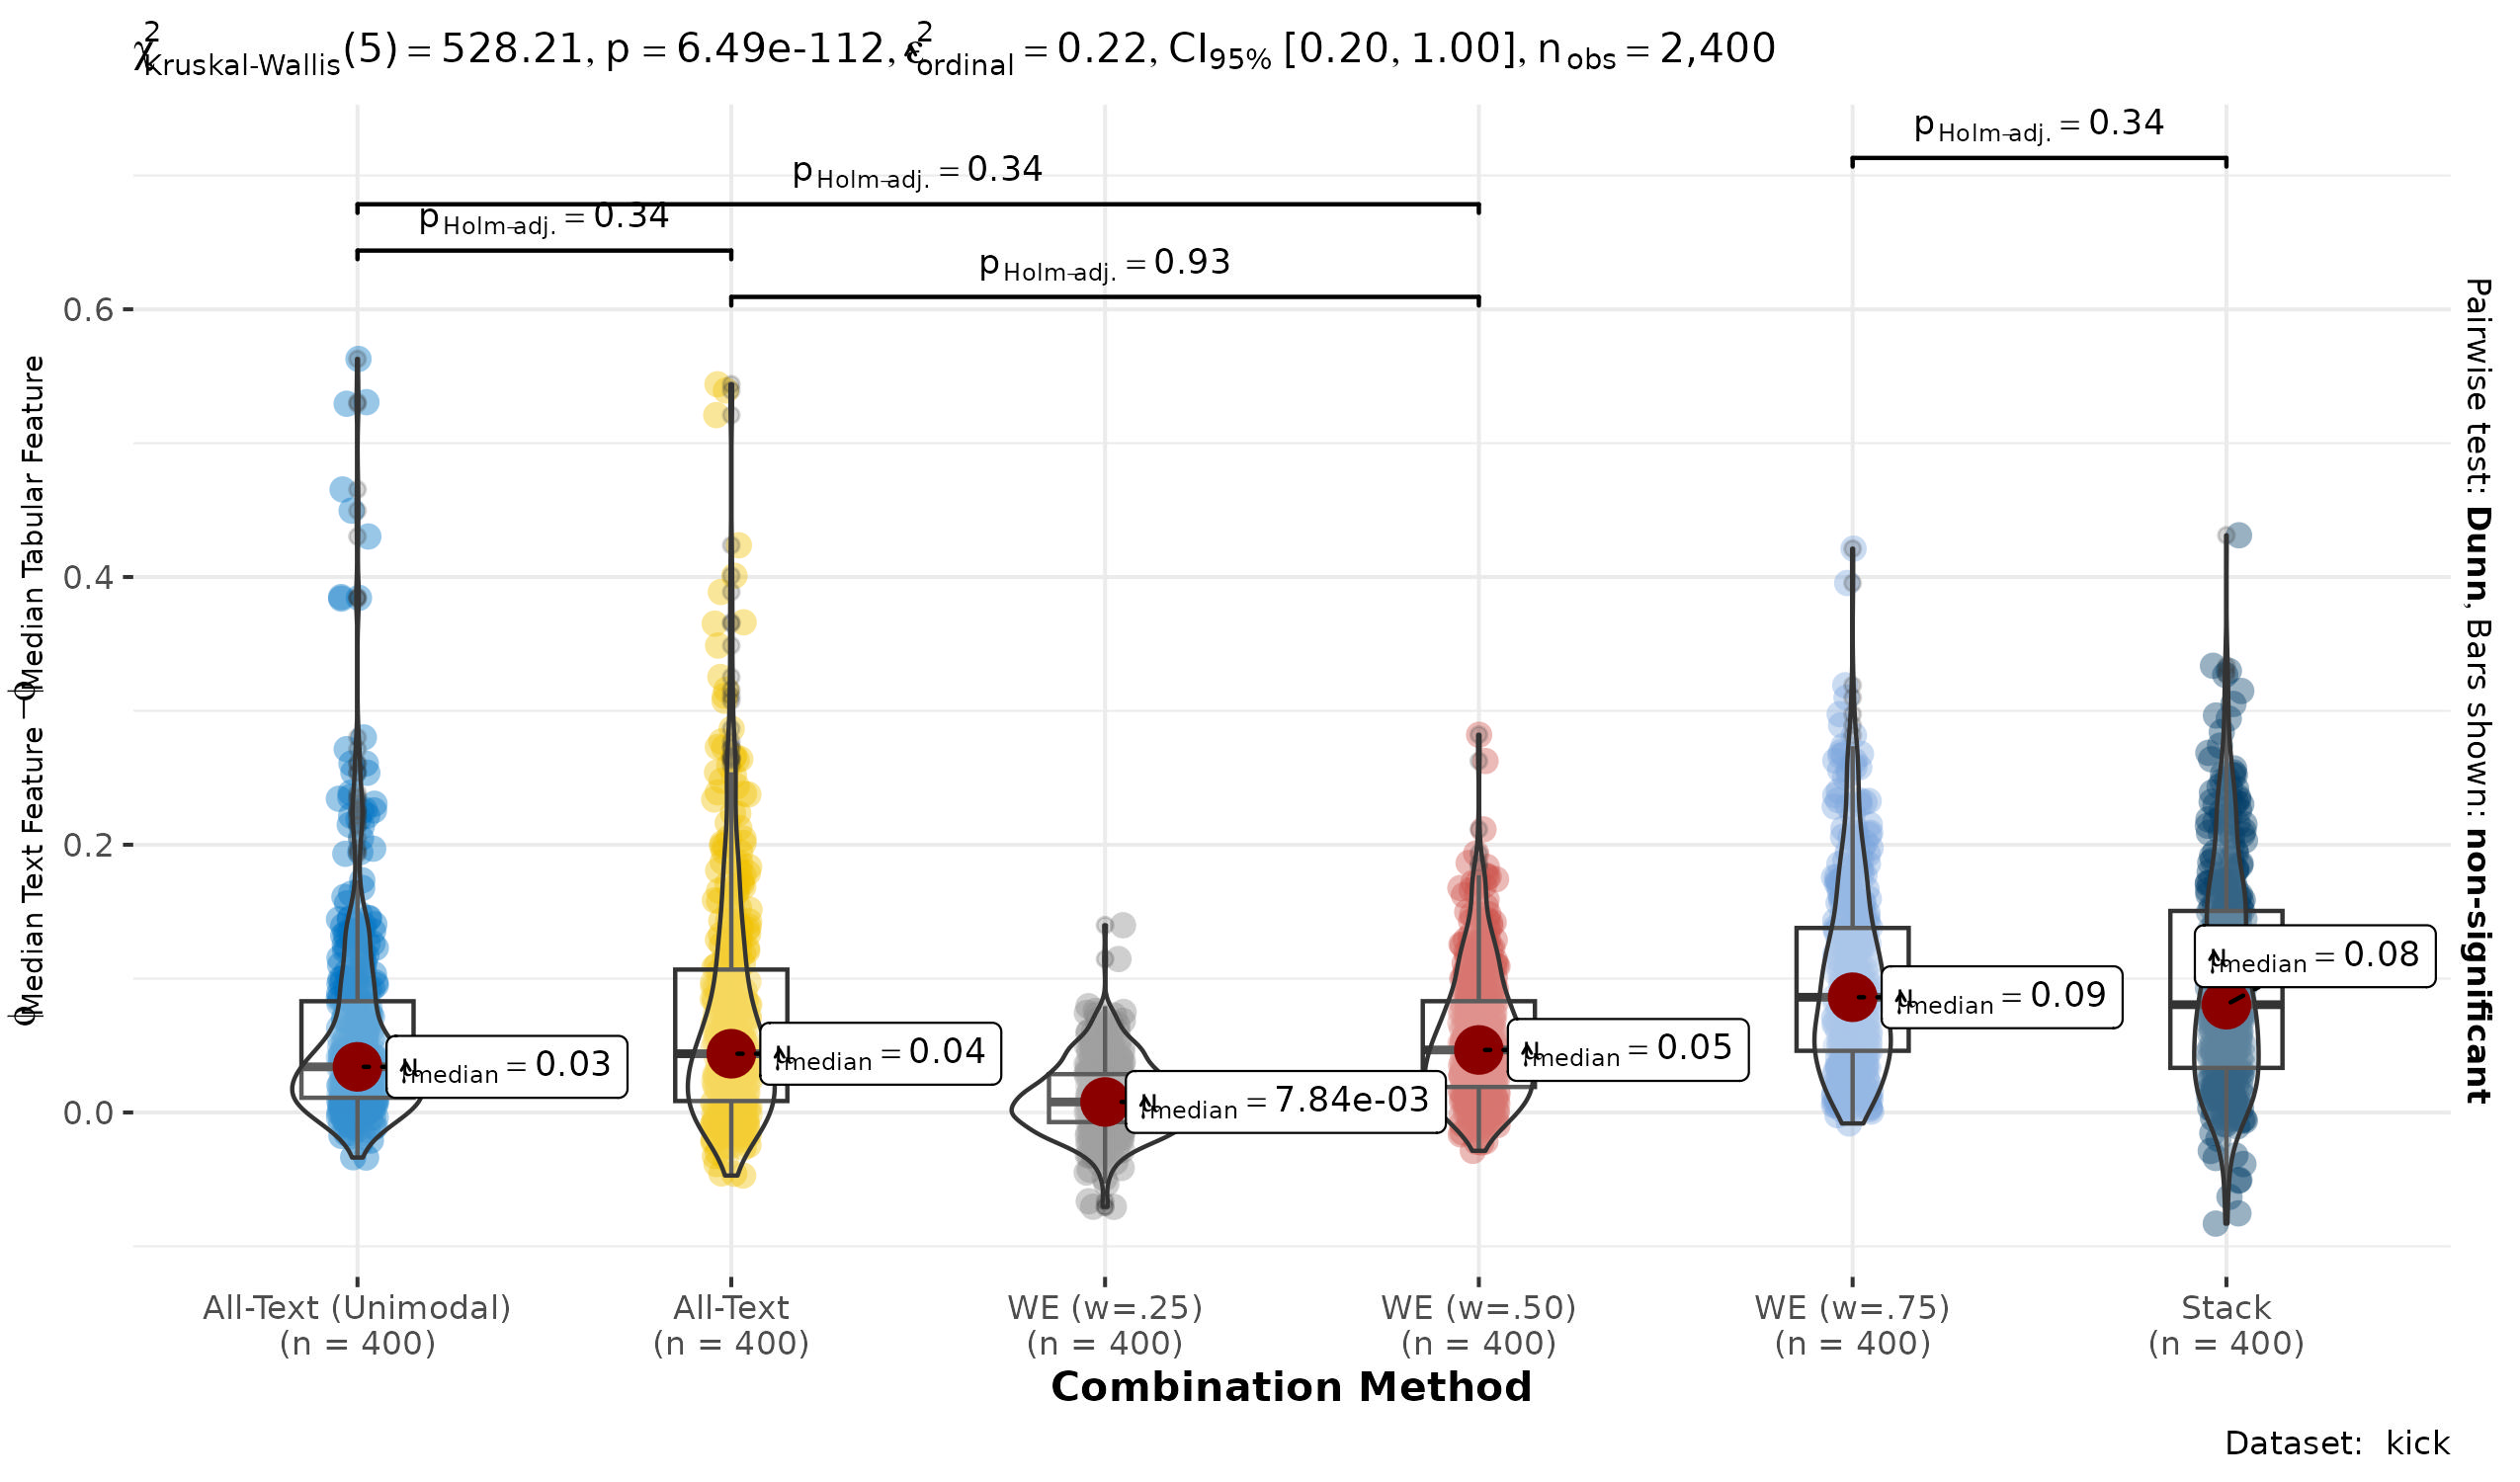 χ²Kruskal-Wallis(5) = 528.21, p = 6.49e-112, ε²ordinal = 0.22, CI95% [0.20, 1.00], nobs = 2,400
pHolm-adj. = 0.34
pHolm-adj. = 0.34
pHolm-adj. = 0.34
pHolm-adj. = 0.93
0.6
0.4
0.2
0.0
ϕMedian Text Feature − ϕMedian Tabular Feature
μ̂median = 0.03
μ̂median = 0.04
μ̂median = 7.84e-03
μ̂median = 0.05
μ̂median = 0.09
μ̂median = 0.08
Pairwise test: Dunn, Bars shown: non-significant
All-Text (Unimodal)
(n = 400)
All-Text
(n = 400)
WE (w=.25)
(n = 400)
WE (w=.50)
(n = 400)
WE (w=.75)
(n = 400)
Stack
(n = 400)
Combination Method
Dataset: kick